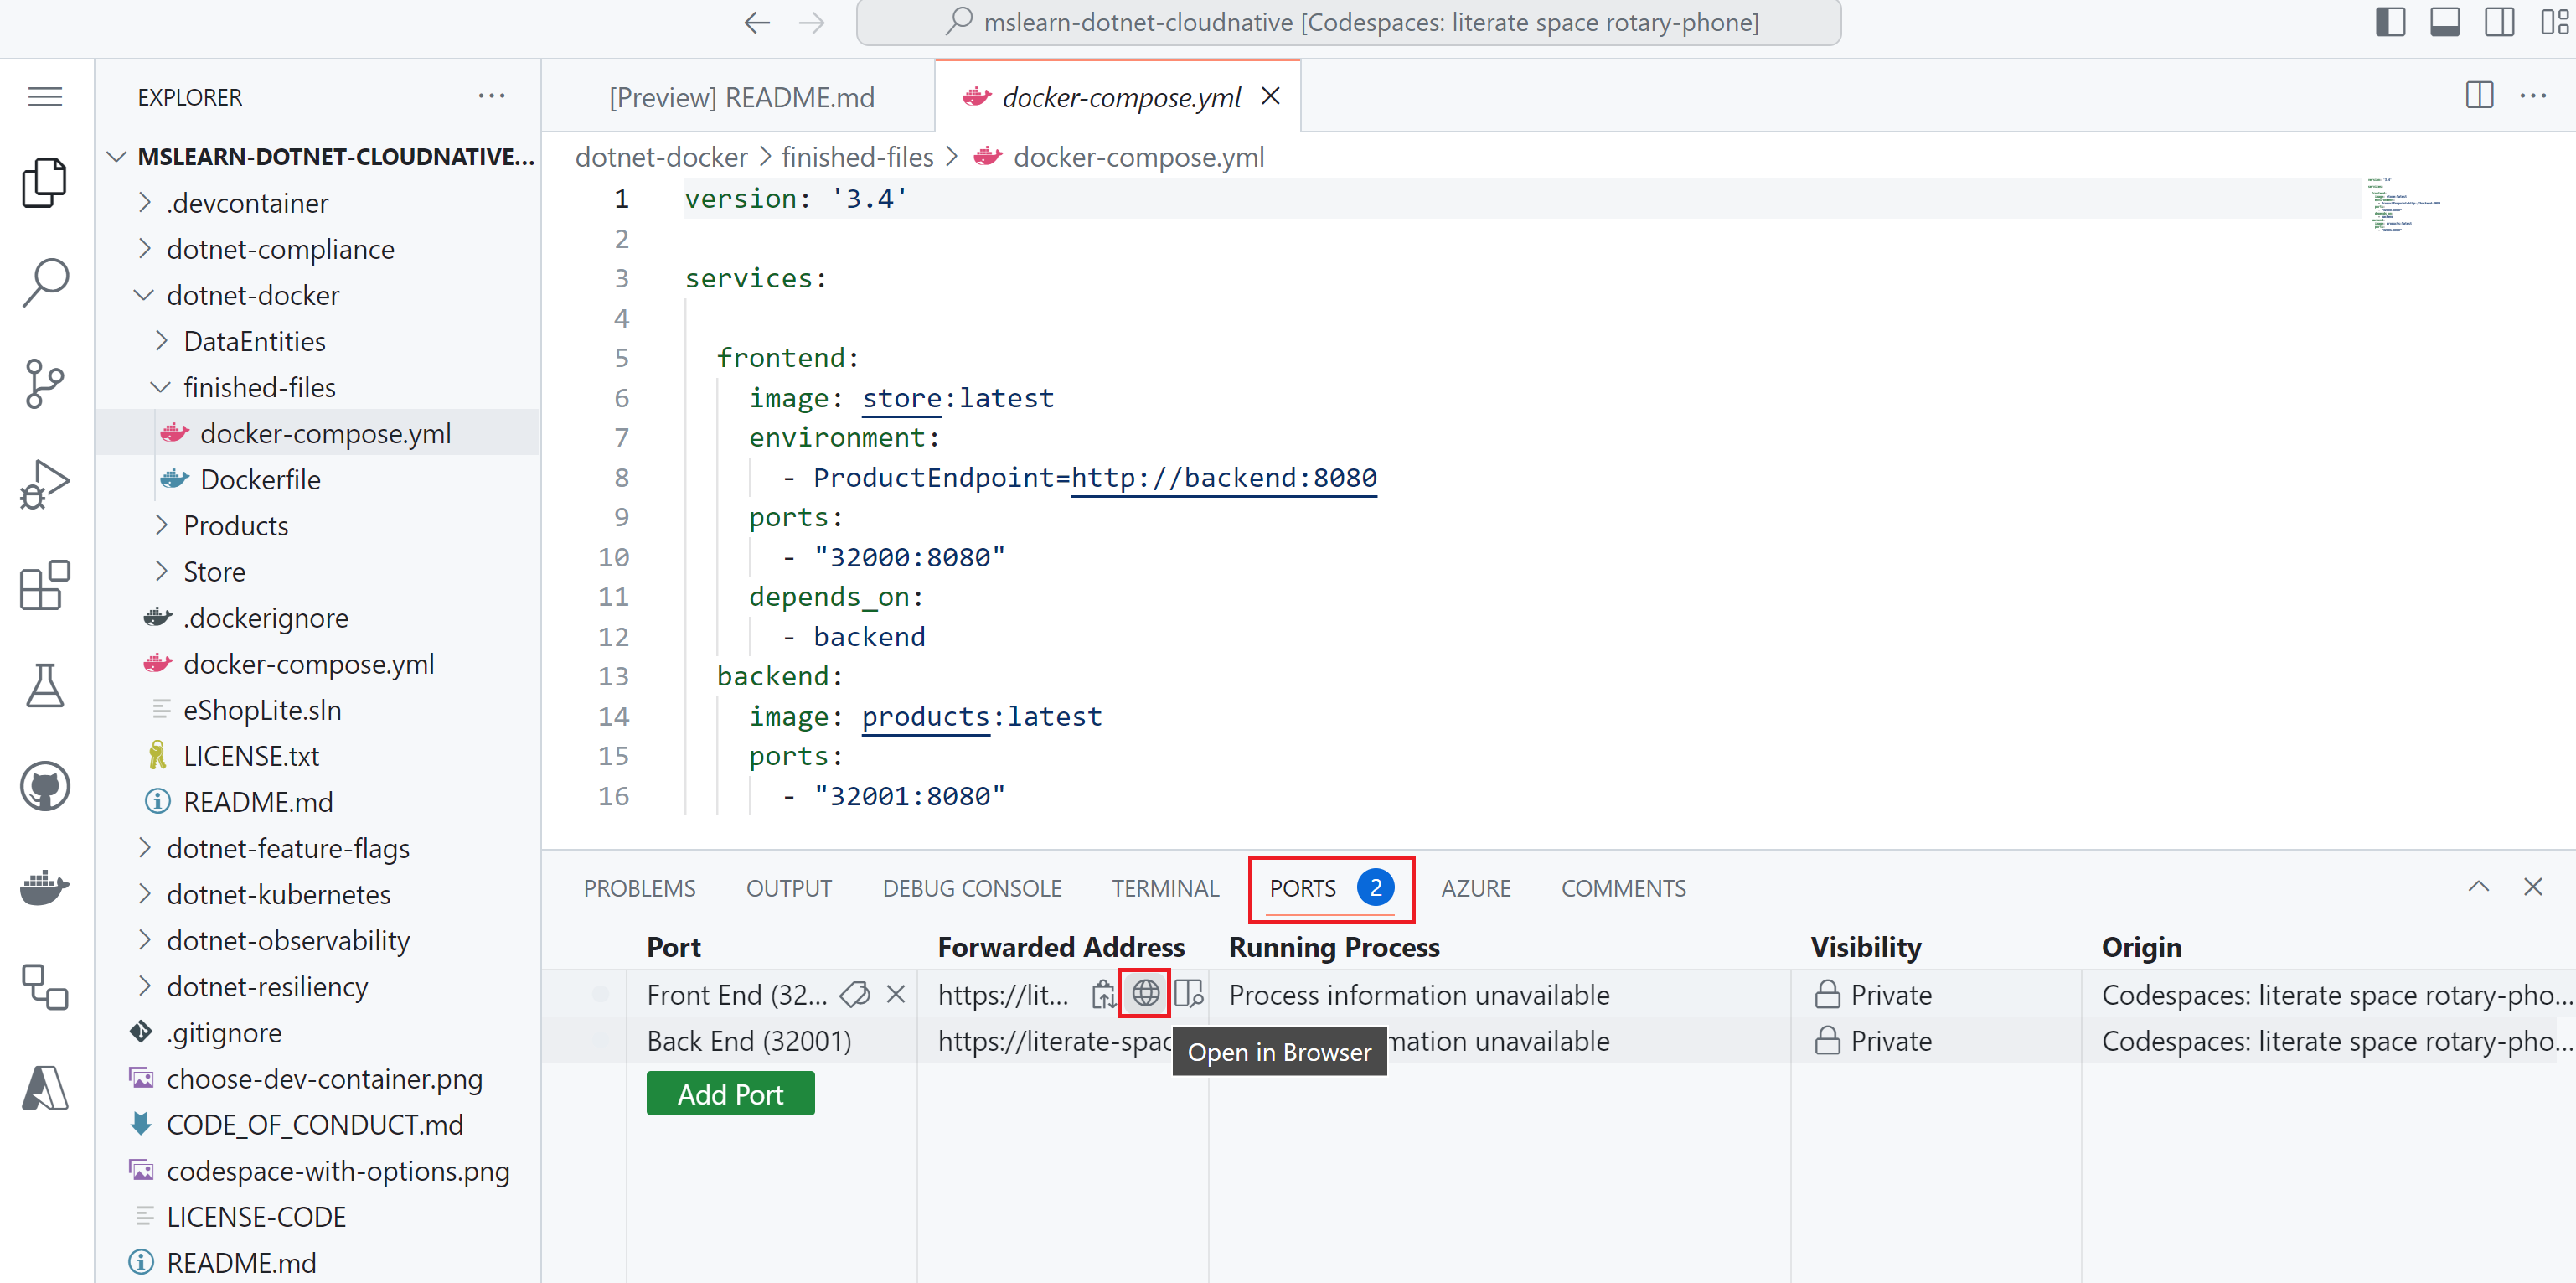 mslearn-dotnet-cloudnative [Codespaces: literate space rotary-phone]
EXPLORER
MSLEARN-DOTNET-CLOUDNATIVE...
.devcontainer
dotnet-compliance
dotnet-docker
DataEntities
finished-files
docker-compose.yml
Dockerfile
Products
Store
.dockerignore
docker-compose.yml
eShopLite.sln
LICENSE.txt
README.md
dotnet-feature-flags
dotnet-kubernetes
dotnet-observability
dotnet-resiliency
.gitignore
choose-dev-container.png
CODE_OF_CONDUCT.md
codespace-with-options.png
LICENSE-CODE
README.md
[Preview] README.md docker-compose.yml
dotnet-docker > finished-files > docker-compose.yml
1 version: '3.4'
2
3 services:
4
5 frontend:
6 image: store:latest
7 environment:
8 - ProductEndpoint=http://backend:8080
9 ports:
10 - "32000:8080"
11 depends_on:
12 - backend
13 backend:
14 image: products:latest
15 ports:
16 - "32001:8080"
PROBLEMS OUTPUT DEBUG CONSOLE TERMINAL PORTS 2 AZURE COMMENTS
Port Forwarded Address Running Process Visibility Origin
Front End (32... https://lit... Process information unavailable Private Codespaces: literate space rotary-pho...
Back End (32001) https://literate-spac mation unavailable Private Codespaces: literate space rotary-pho...
Open in Browser
Add Port